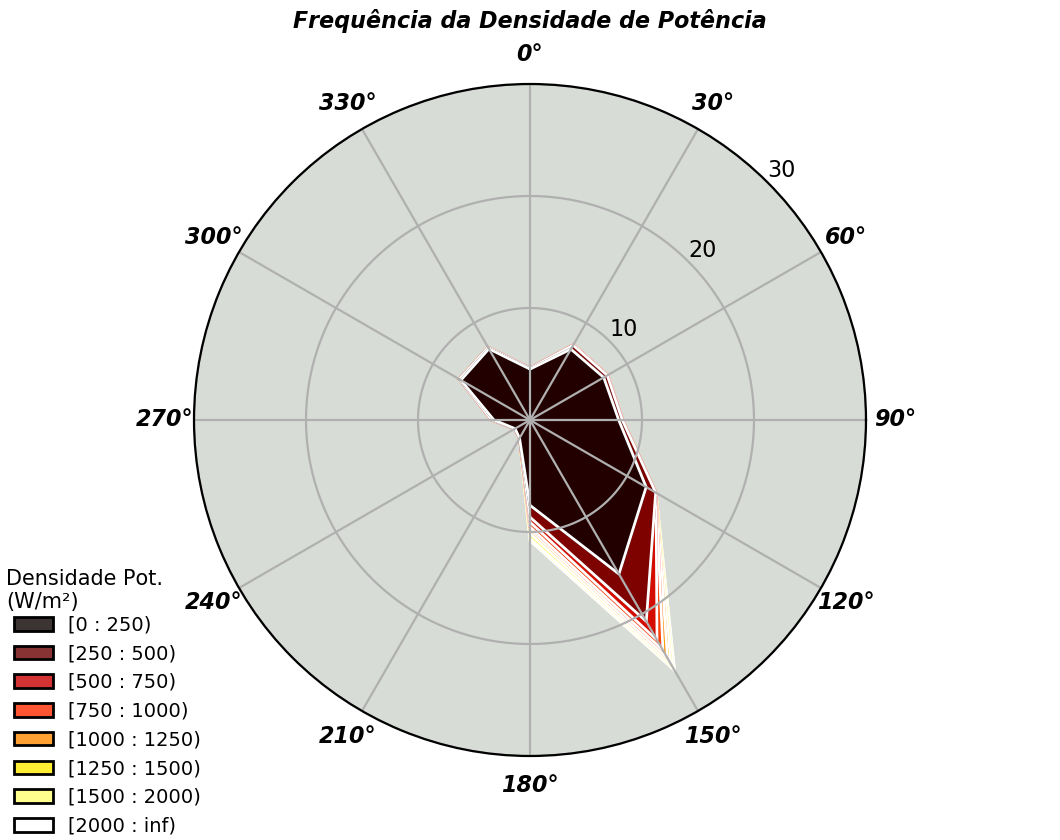 Frequência da Densidade de Potência
0°
330°
30°
30
300°
60°
20
10
270°
90°
Densidade Pot.
(W/m²)
240°
120°
[0 : 250)
[250 : 500)
[500 : 750)
[750 : 1000)
[1000 : 1250)
[1250 : 1500)
[1500 : 2000)
[2000 : inf)
210°
150°
180°